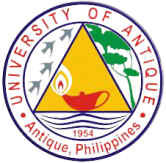 • UNIVERSITY OF ANTIQUE •
1954
Antique, Philippines